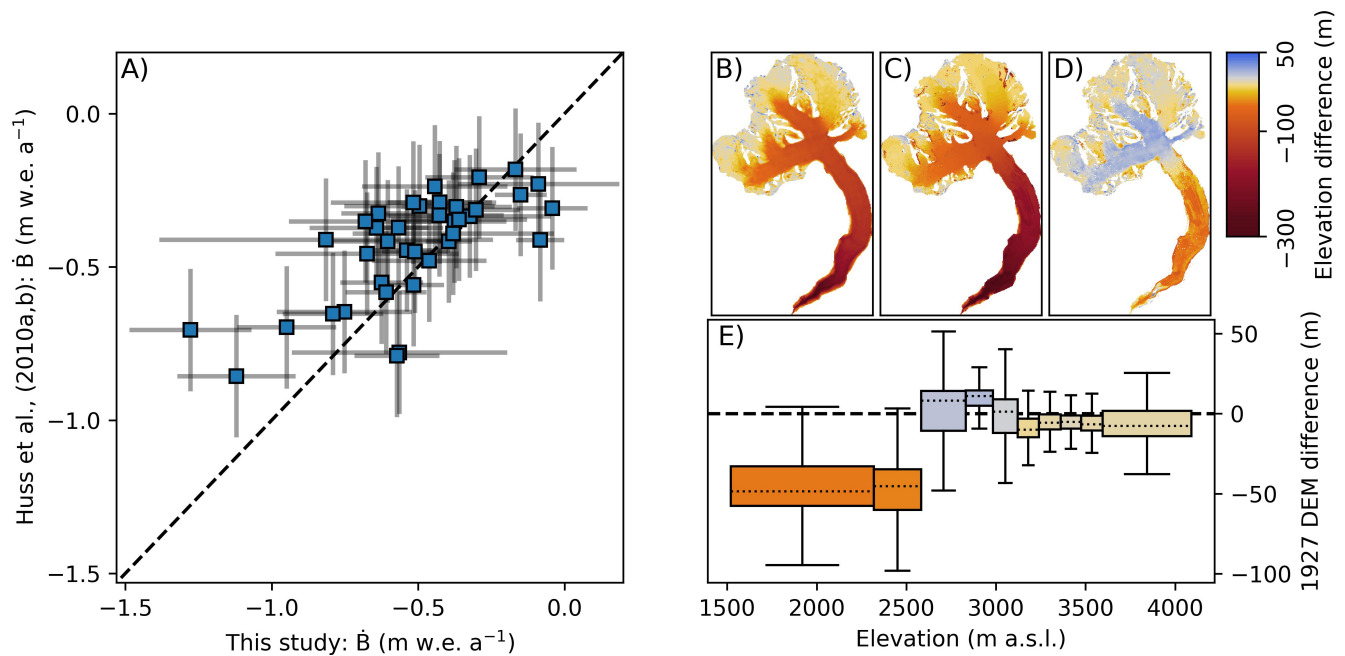 A)
Huss et al., (2010a,b): Ḃ (m w.e. a⁻¹)
0.0
−0.5
−1.0
−1.5
−1.5 −1.0 −0.5 0.0
This study: Ḃ (m w.e. a⁻¹)
B) C) D)
50
−100
−300
Elevation difference (m)
E)
50
0
−50
−100
1927 DEM difference (m)
1500 2000 2500 3000 3500 4000
Elevation (m a.s.l.)